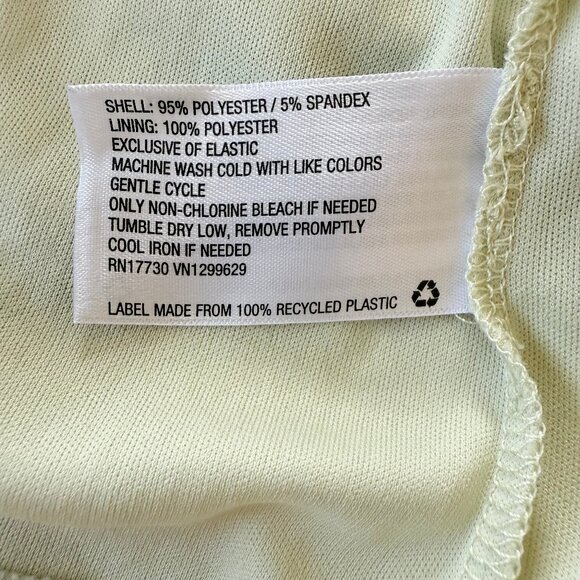 SHELL: 95% POLYESTER / 5% SPANDEX
LINING: 100% POLYESTER
EXCLUSIVE OF ELASTIC
MACHINE WASH COLD WITH LIKE COLORS
GENTLE CYCLE
ONLY NON-CHLORINE BLEACH IF NEEDED
TUMBLE DRY LOW, REMOVE PROMPTLY
COOL IRON IF NEEDED
RN17730 VN1299629
LABEL MADE FROM 100% RECYCLED PLASTIC